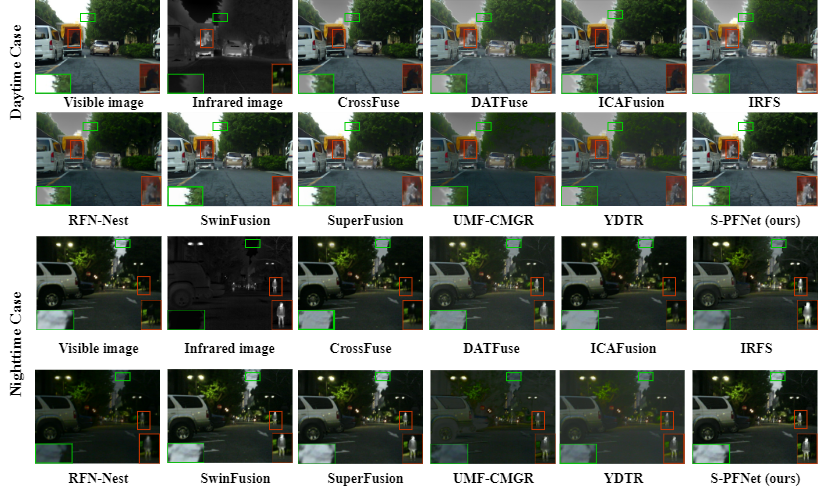 Daytime Case
Visible image Infrared image CrossFuse DATFuse ICAFusion IRFS
RFN-Nest SwinFusion SuperFusion UMF-CMGR YDTR S-PFNet (ours)
Nighttime Case
Visible image Infrared image CrossFuse DATFuse ICAFusion IRFS
RFN-Nest SwinFusion SuperFusion UMF-CMGR YDTR S-PFNet (ours)